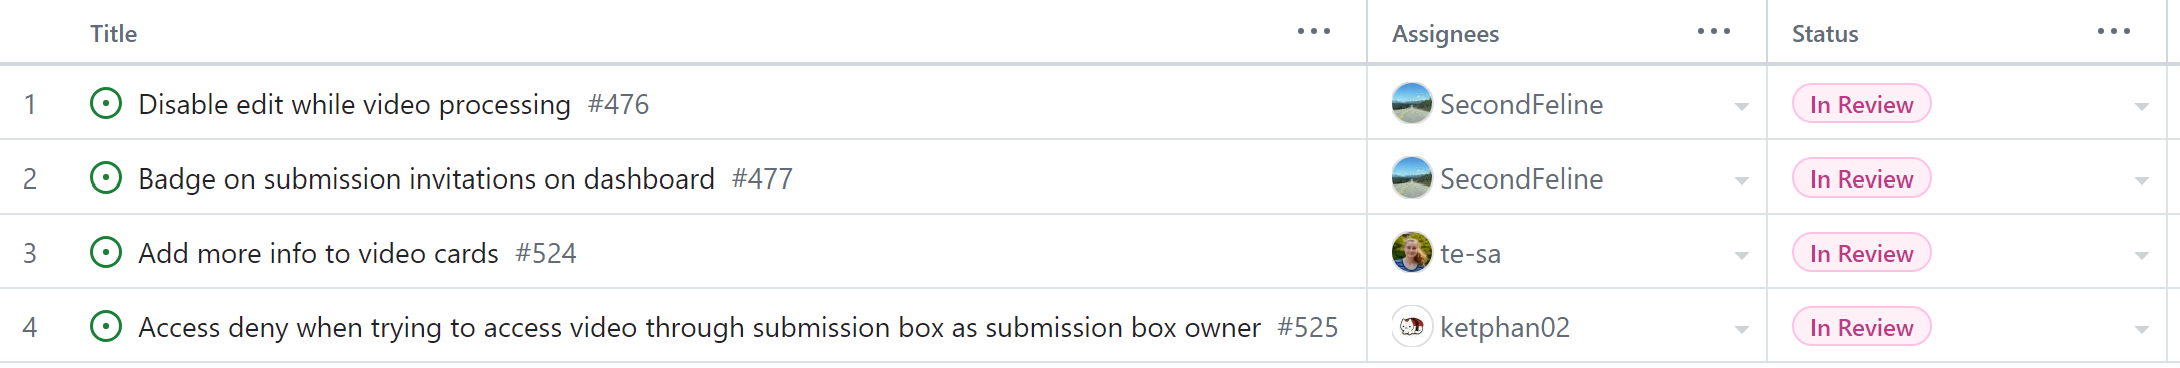 Title Assignees Status
1 Disable edit while video processing #476 SecondFeline In Review
2 Badge on submission invitations on dashboard #477 SecondFeline In Review
3 Add more info to video cards #524 te-sa In Review
4 Access deny when trying to access video through submission box as submission box owner #525 ketphan02 In Review